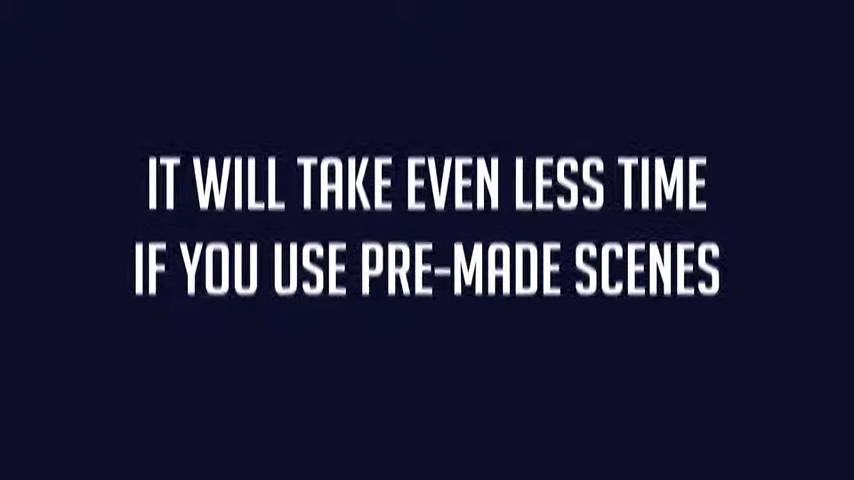 IT WILL TAKE EVEN LESS TIME
IF YOU USE PRE-MADE SCENES